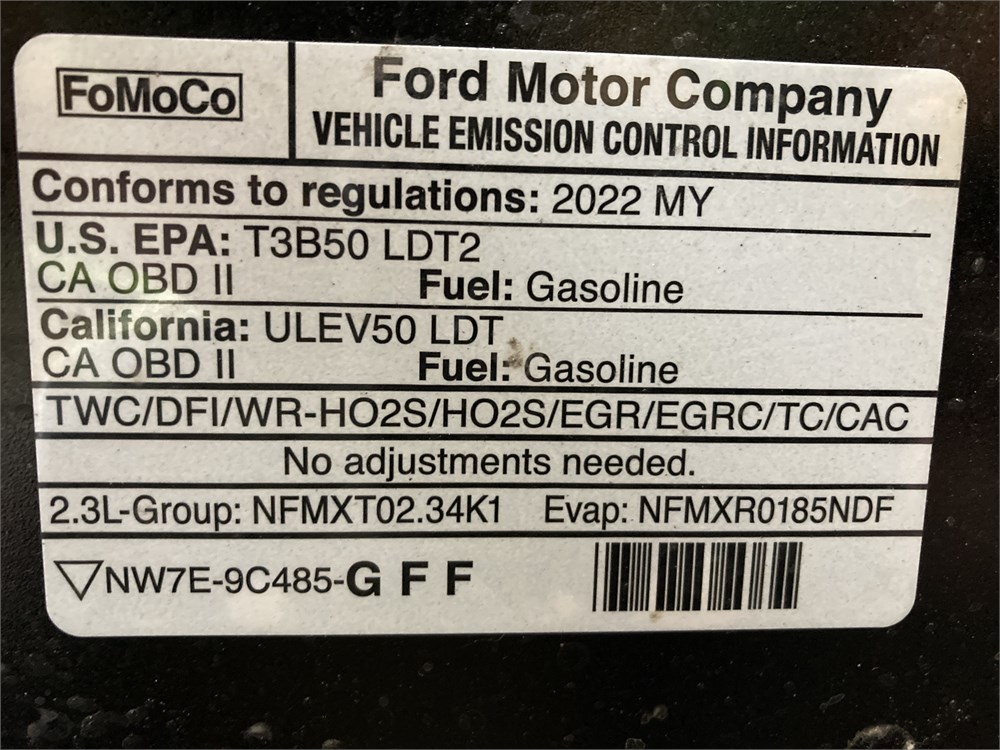 FoMoCo
Ford Motor Company
VEHICLE EMISSION CONTROL INFORMATION
Conforms to regulations: 2022 MY
U.S. EPA: T3B50 LDT2
CA OBD II Fuel: Gasoline
California: ULEV50 LDT
CA OBD II Fuel: Gasoline
TWC/DFI/WR-HO2S/HO2S/EGR/EGRC/TC/CAC
No adjustments needed.
2.3L-Group: NFMXT02.34K1 Evap: NFMXR0185NDF
NW7E-9C485-G F F